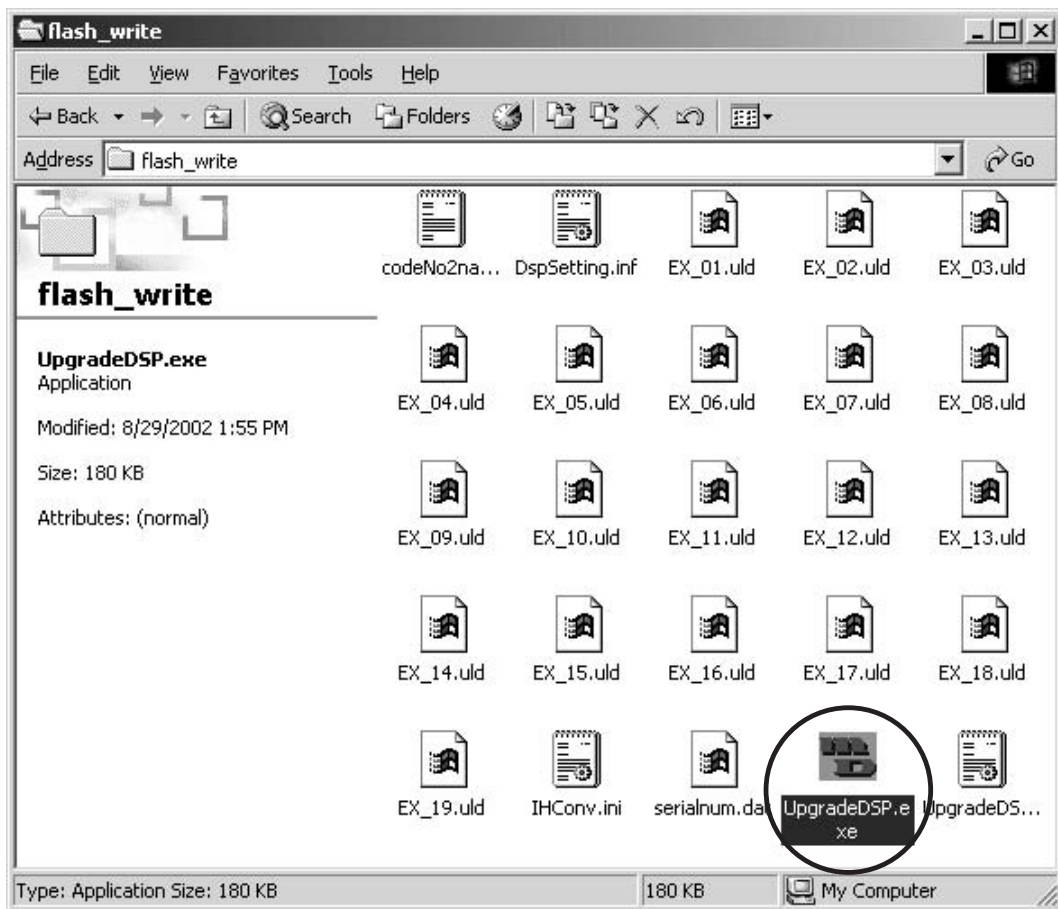 flash_write
File Edit View Favorites Tools Help
Back Search Folders
Address flash_write Go
flash_write
UpgradeDSP.exe
Application
Modified: 8/29/2002 1:55 PM
Size: 180 KB
Attributes: (normal)
codeNo2na... DspSetting.inf EX_01.uld EX_02.uld EX_03.uld
EX_04.uld EX_05.uld EX_06.uld EX_07.uld EX_08.uld
EX_09.uld EX_10.uld EX_11.uld EX_12.uld EX_13.uld
EX_14.uld EX_15.uld EX_16.uld EX_17.uld EX_18.uld
EX_19.uld IHConv.ini serialnum.dat UpgradeDSP.e UpgradeDS...
xe
Type: Application Size: 180 KB 180 KB My Computer